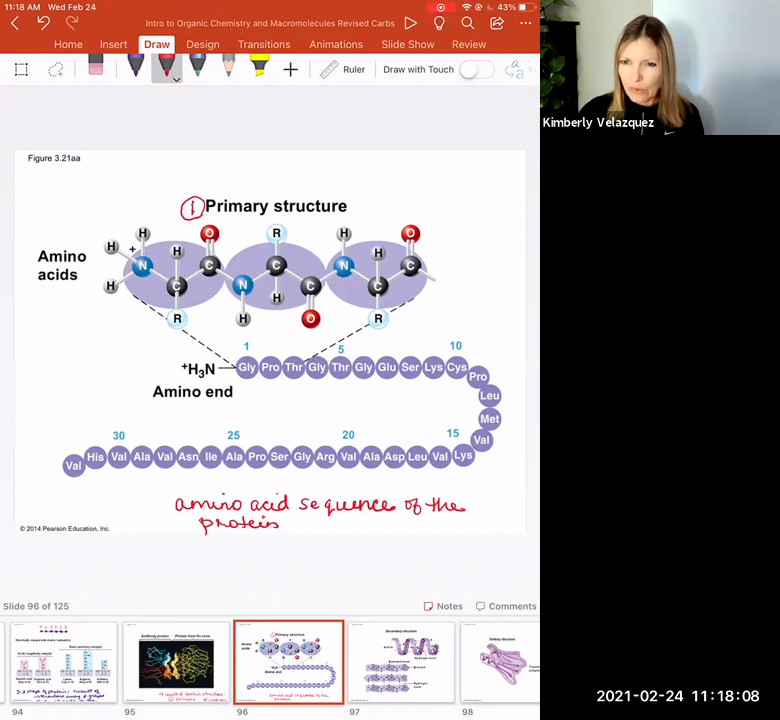 11:18 AM Wed Feb 24
43%
Intro to Organic Chemistry and Macromolecules Revised Carbs
Home Insert Draw Design Transitions Animations Slide Show Review
Ruler
Draw with Touch
Kimberly Velazquez
Figure 3.21aa
1 Primary structure
Amino
acids
H H H O R H H O
+
N C C N C C N C C
H R H H O R
1 5 10
+H3N
Gly Pro Thr Gly Thr Gly Glu Ser Lys Cys
Pro
Leu
Met
Val
Amino end
30 25 20 15
Val His Val Ala Val Asn Ile Ala Pro Ser Gly Arg Val Ala Asp Leu Val Lys
amino acid sequence of the
protein
© 2014 Pearson Education, Inc.
Slide 96 of 125
Notes
Comments
Antibody protein Protein from flu virus
Primary structure
Secondary structure
Tertiary structure
94 95 96 97 98
2021-02-24 11:18:08